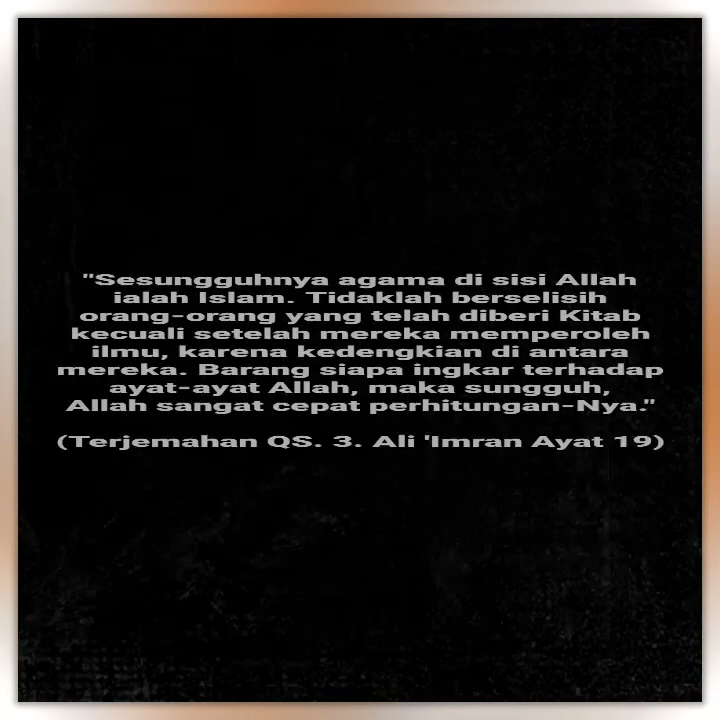 "Sesungguhnya agama di sisi Allah
ialah Islam. Tidaklah berselisih
orang-orang yang telah diberi Kitab
kecuali setelah mereka memperoleh
ilmu, karena kedengkian di antara
mereka. Barang siapa ingkar terhadap
ayat-ayat Allah, maka sungguh,
Allah sangat cepat perhitungan-Nya."
(Terjemahan QS. 3. Ali 'Imran Ayat 19)